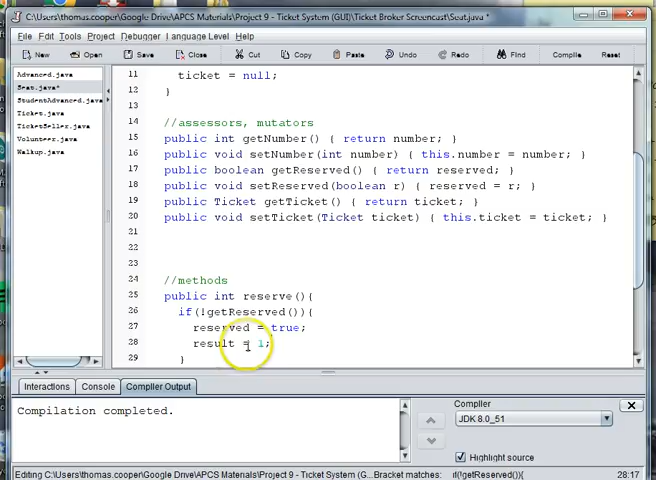 C:\Users\thomas.cooper\Google Drive\APCS Materials\Project 9 - Ticket System (GUI)\Ticket Broker Screencast\Seat.java *
File Edit Tools Project Debugger Language Level Help
New Open Save Close Cut Copy Paste Undo Redo Find Compile Reset
Advanced.java
Seat.java*
StudentAdvanced.java
Ticket.java
TicketSeller.java
Volunteer.java
Walkup.java
11 ticket = null;
12 }
13
14 //assessors, mutators
15 public int getNumber() { return number; }
16 public void setNumber(int number) { this.number = number; }
17 public boolean getReserved() { return reserved; }
18 public void setReserved(boolean r) { reserved = r; }
19 public Ticket getTicket() { return ticket; }
20 public void setTicket(Ticket ticket) { this.ticket = ticket; }
21
22
23
24 //methods
25 public int reserve(){
26 if(!getReserved()){
27 reserved = true;
28 result = 1;
29 }
Interactions Console Compiler Output
Compilation completed.
Compiler
JDK 8.0_51
Highlight source
Editing C:\Users\thomas.cooper\Google Drive\APCS Materials\Project 9 - Ticket System (G...Bracket matches: if(!getReserved()){ 28:17